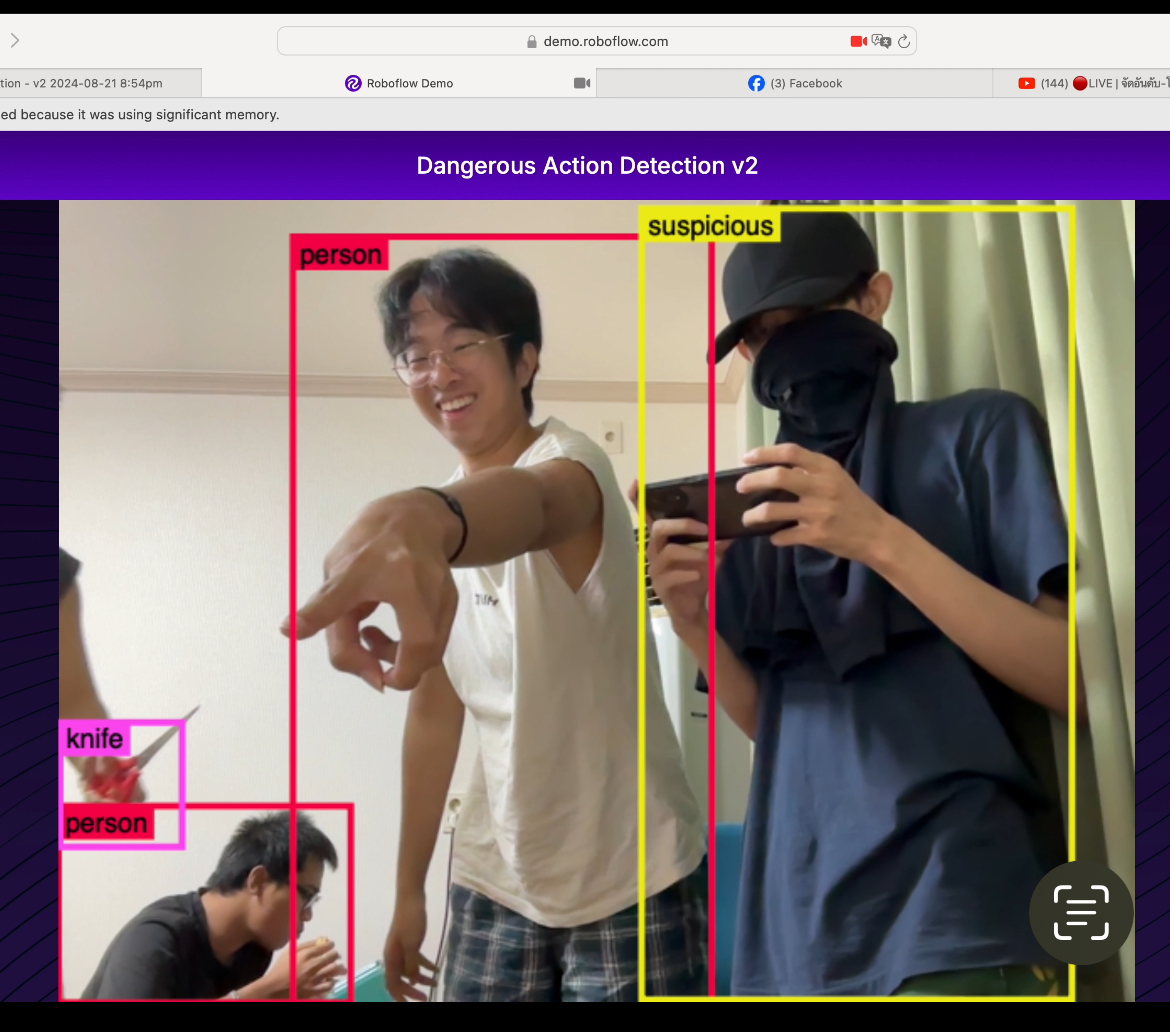 demo.roboflow.com
tion - v2 2024-08-21 8:54pm
Roboflow Demo
(3) Facebook
(144) 🔴LIVE | จัดอันดับ-โ
ed because it was using significant memory.
Dangerous Action Detection v2
suspicious
person
knife
person